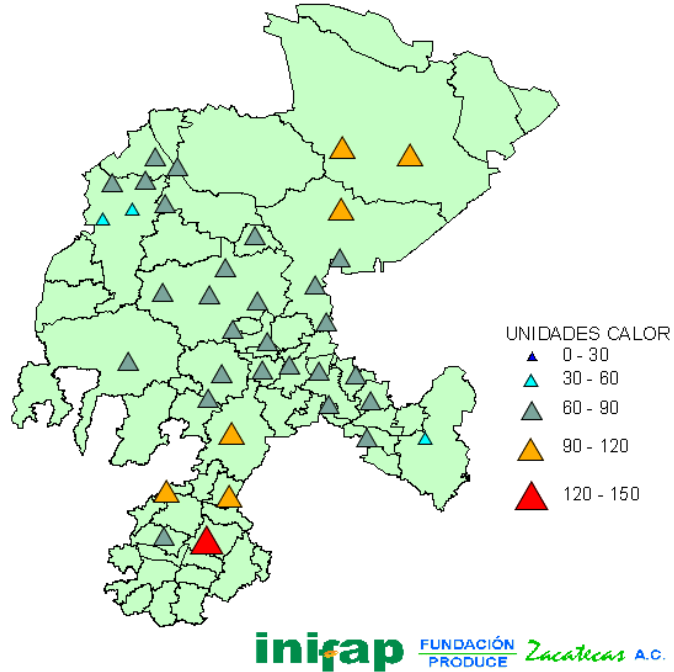 UNIDADES CALOR
0 - 30
30 - 60
60 - 90
90 - 120
120 - 150
inifap FUNDACIÓN PRODUCE Zacatecas A.C.